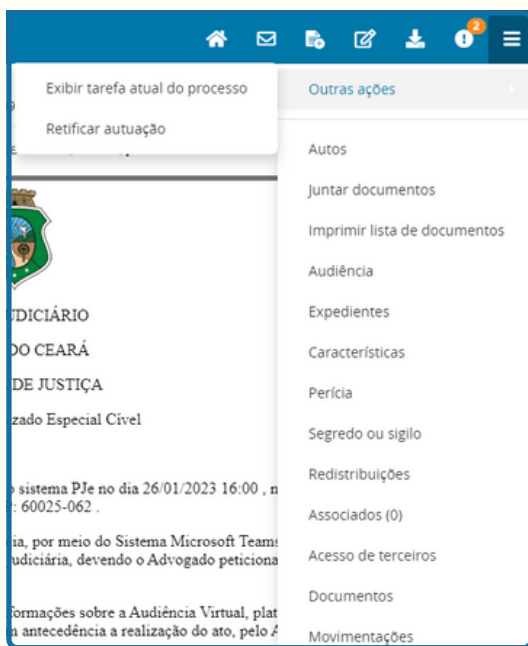 2
Exibir tarefa atual do processo
Retificar autuação
Outras ações
Autos
Juntar documentos
Imprimir lista de documentos
Audiência
Expedientes
Características
Perícia
Segredo ou sigilo
Redistribuições
Associados (0)
Acesso de terceiros
Documentos
Movimentações
9
UDICIÁRIO
DO CEARÁ
DE JUSTIÇA
zado Especial Cível
sistema PJe no dia 26/01/2023 16:00 , n
: 60025-062 .
cia, por meio do Sistema Microsoft Teams
udiciária, devendo o Advogado peticiona
formações sobre a Audiência Virtual, plat
antecedência a realização do ato, pelo A